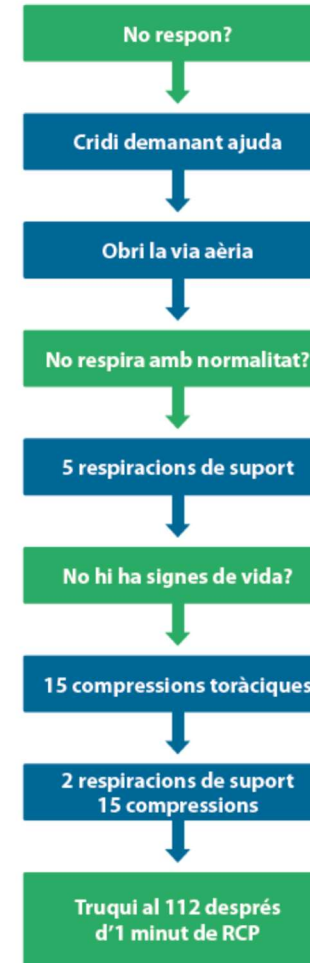 No respon?
Cridi demanant ajuda
Obri la via aèria
No respira amb normalitat?
5 respiracions de suport
No hi ha signes de vida?
15 compressions toràciques
2 respiracions de suport
15 compressions
Truqui al 112 després
d'1 minut de RCP